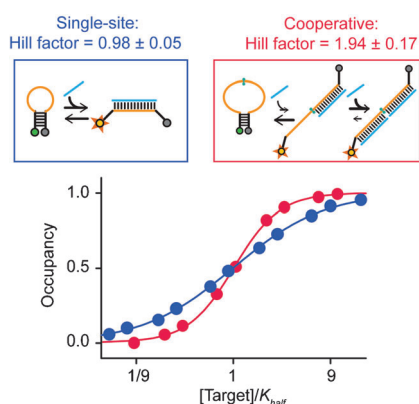 Single-site:
Hill factor = 0.98 ± 0.05
Cooperative:
Hill factor = 1.94 ± 0.17
Occupancy
1.0
0.5
0.0
1/9
1
9
[Target]/K_half